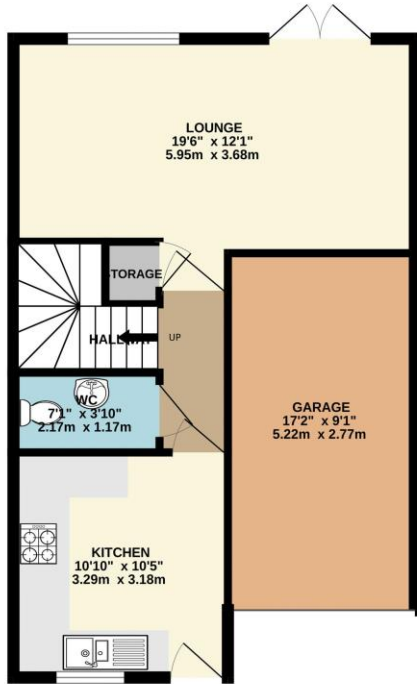 LOUNGE
19'6" x 12'1"
5.95m x 3.68m
STORAGE
HALLWAY
UP
WC
7'1" x 3'10"
2.17m x 1.17m
GARAGE
17'2" x 9'1"
5.22m x 2.77m
KITCHEN
10'10" x 10'5"
3.29m x 3.18m